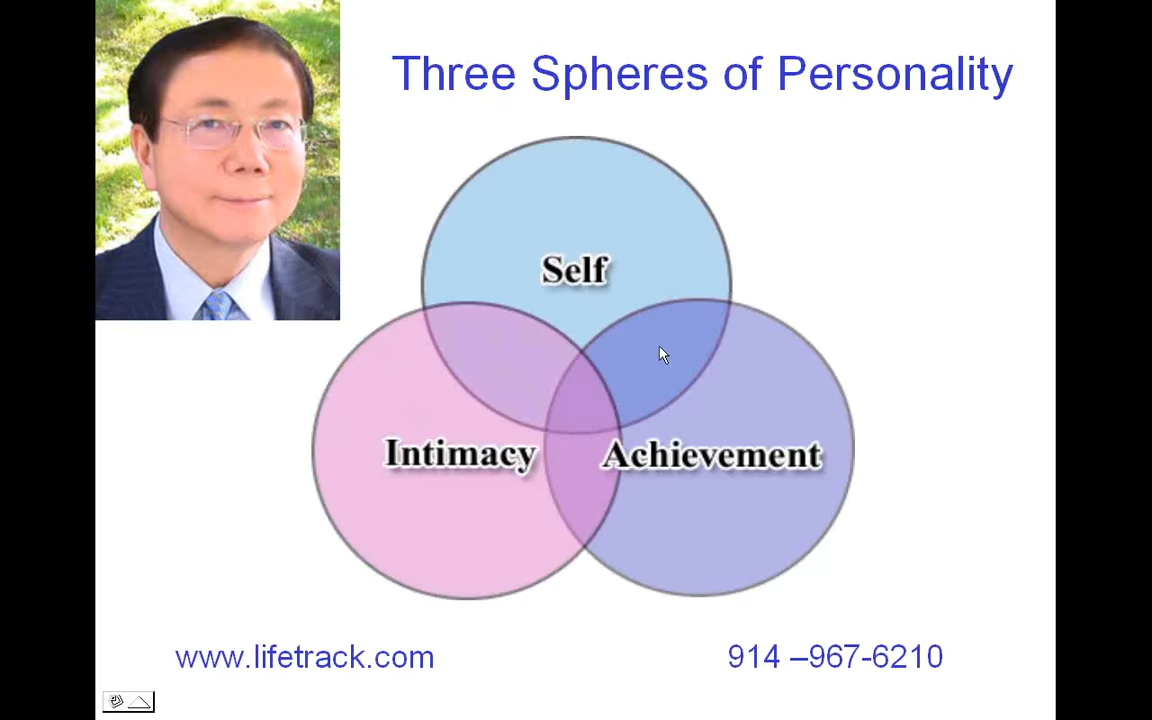 Three Spheres of Personality
Self
Intimacy
Achievement
www.lifetrack.com
914 –967-6210